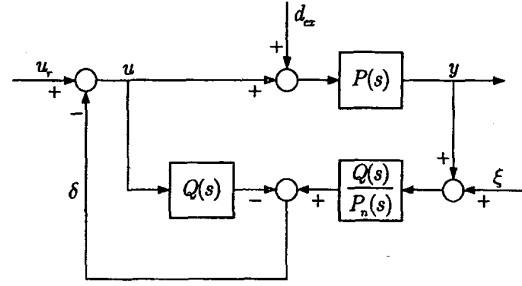 d_ex
+
u_r
+
u
+
P(s)
y
−
δ
Q(s)
−
+
Q(s)
P_n(s)
+
+
ξ